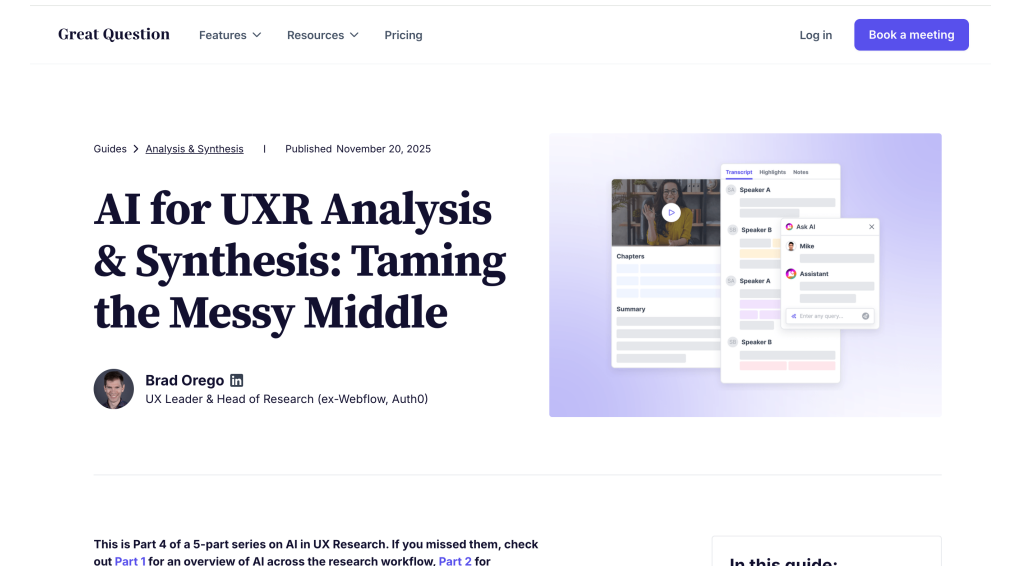 Great Question
Features
Resources
Pricing
Log in
Book a meeting
Guides
Analysis & Synthesis
Published November 20, 2025
AI for UXR Analysis
& Synthesis: Taming
the Messy Middle
Brad Orego
UX Leader & Head of Research (ex-Webflow, Auth0)
Chapters
Summary
Transcript Highlights Notes
Speaker A
Speaker B
Speaker A
Speaker B
Ask AI
Mike
Assistant
Enter any query...
This is Part 4 of a 5-part series on AI in UX Research. If you missed them, check
out Part 1 for an overview of AI across the research workflow, Part 2 for
In this guide: